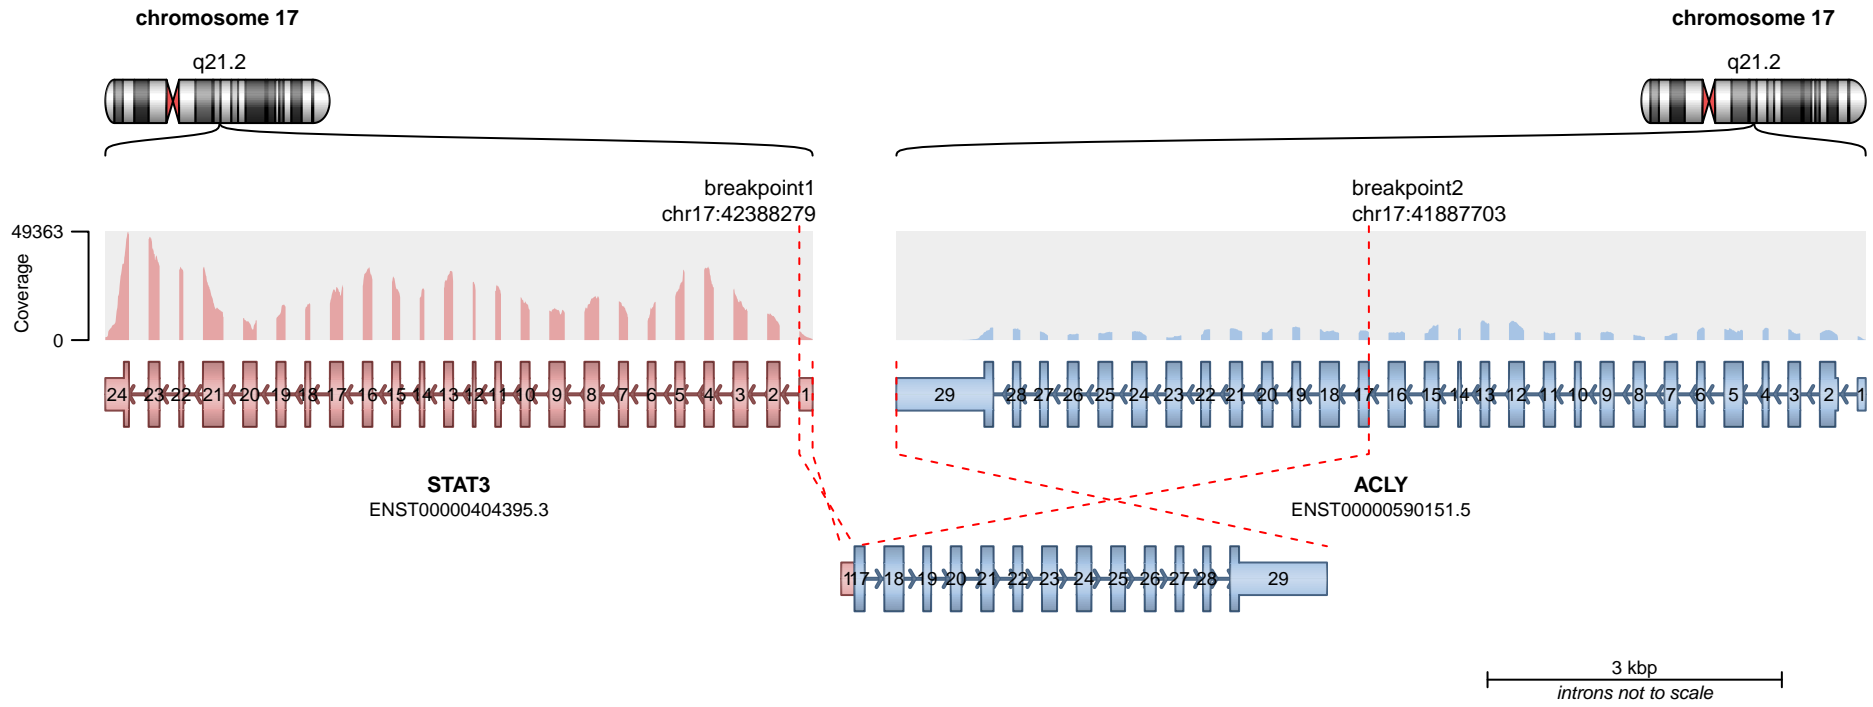 chromosome 17
chromosome 17
q21.2
q21.2
breakpoint1
chr17:42388279
breakpoint2
chr17:41887703
49363
Coverage
0
24 23 22 21 20 19 18 17 16 15 14 13 12 11 10 9 8 7 6 5 4 3 2 1
29 28 27 26 25 24 23 22 21 20 19 18 17 16 15 14 13 12 11 10 9 8 7 6 5 4 3 2 1
STAT3
ENST00000404395.3
ACLY
ENST00000590151.5
1 17 18 19 20 21 22 23 24 25 26 27 28 29
3 kbp
introns not to scale